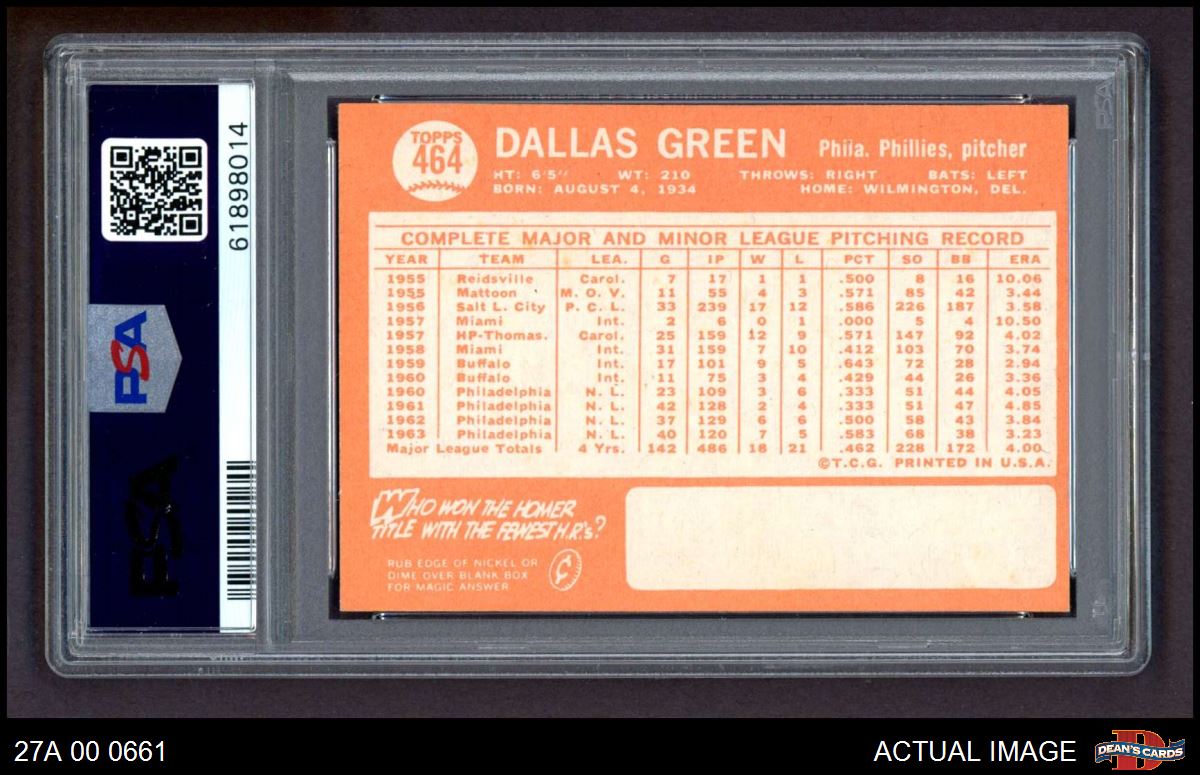 61898014
PSA
PSA
PSA
TOPPS
464
DALLAS GREEN Phila. Phillies, pitcher
HT: 6'5" WT: 210 THROWS: RIGHT BATS: LEFT
BORN: AUGUST 4, 1934 HOME: WILMINGTON, DEL.
COMPLETE MAJOR AND MINOR LEAGUE PITCHING RECORD
YEAR TEAM LEA. G IP W L PCT SO BB ERA
1955 Reidsville Carol. 7 17 1 1 .500 8 16 10.06
1955 Mattoon M. O. V. 11 55 4 3 .571 85 42 3.44
1956 Salt L. City P. C. L. 33 239 17 12 .586 226 187 3.58
1957 Miami Int. 2 6 0 1 .000 5 4 10.50
1957 HP-Thomas. Carol. 25 159 12 9 .571 147 92 4.02
1958 Miami Int. 31 159 7 10 .412 103 70 3.74
1959 Buffalo Int. 17 101 9 5 .643 72 28 2.94
1960 Buffalo Int. 11 75 3 4 .429 44 26 3.36
1960 Philadelphia N. L. 23 109 3 6 .333 51 44 4.05
1961 Philadelphia N. L. 42 128 2 4 .333 51 47 4.85
1962 Philadelphia N. L. 37 129 6 6 .500 58 43 3.84
1963 Philadelphia N. L. 40 120 7 5 .583 68 38 3.23
Major League Totals 4 Yrs. 142 486 18 21 .462 228 172 4.00
©T.C.G. PRINTED IN U.S.A.
WHO WON THE HOMER
TITLE WITH THE FEWEST H.R.'s?
RUB EDGE OF NICKEL OR
DIME OVER BLANK BOX
FOR MAGIC ANSWER
¢
27A 00 0661
ACTUAL IMAGE
DEAN'S CARDS